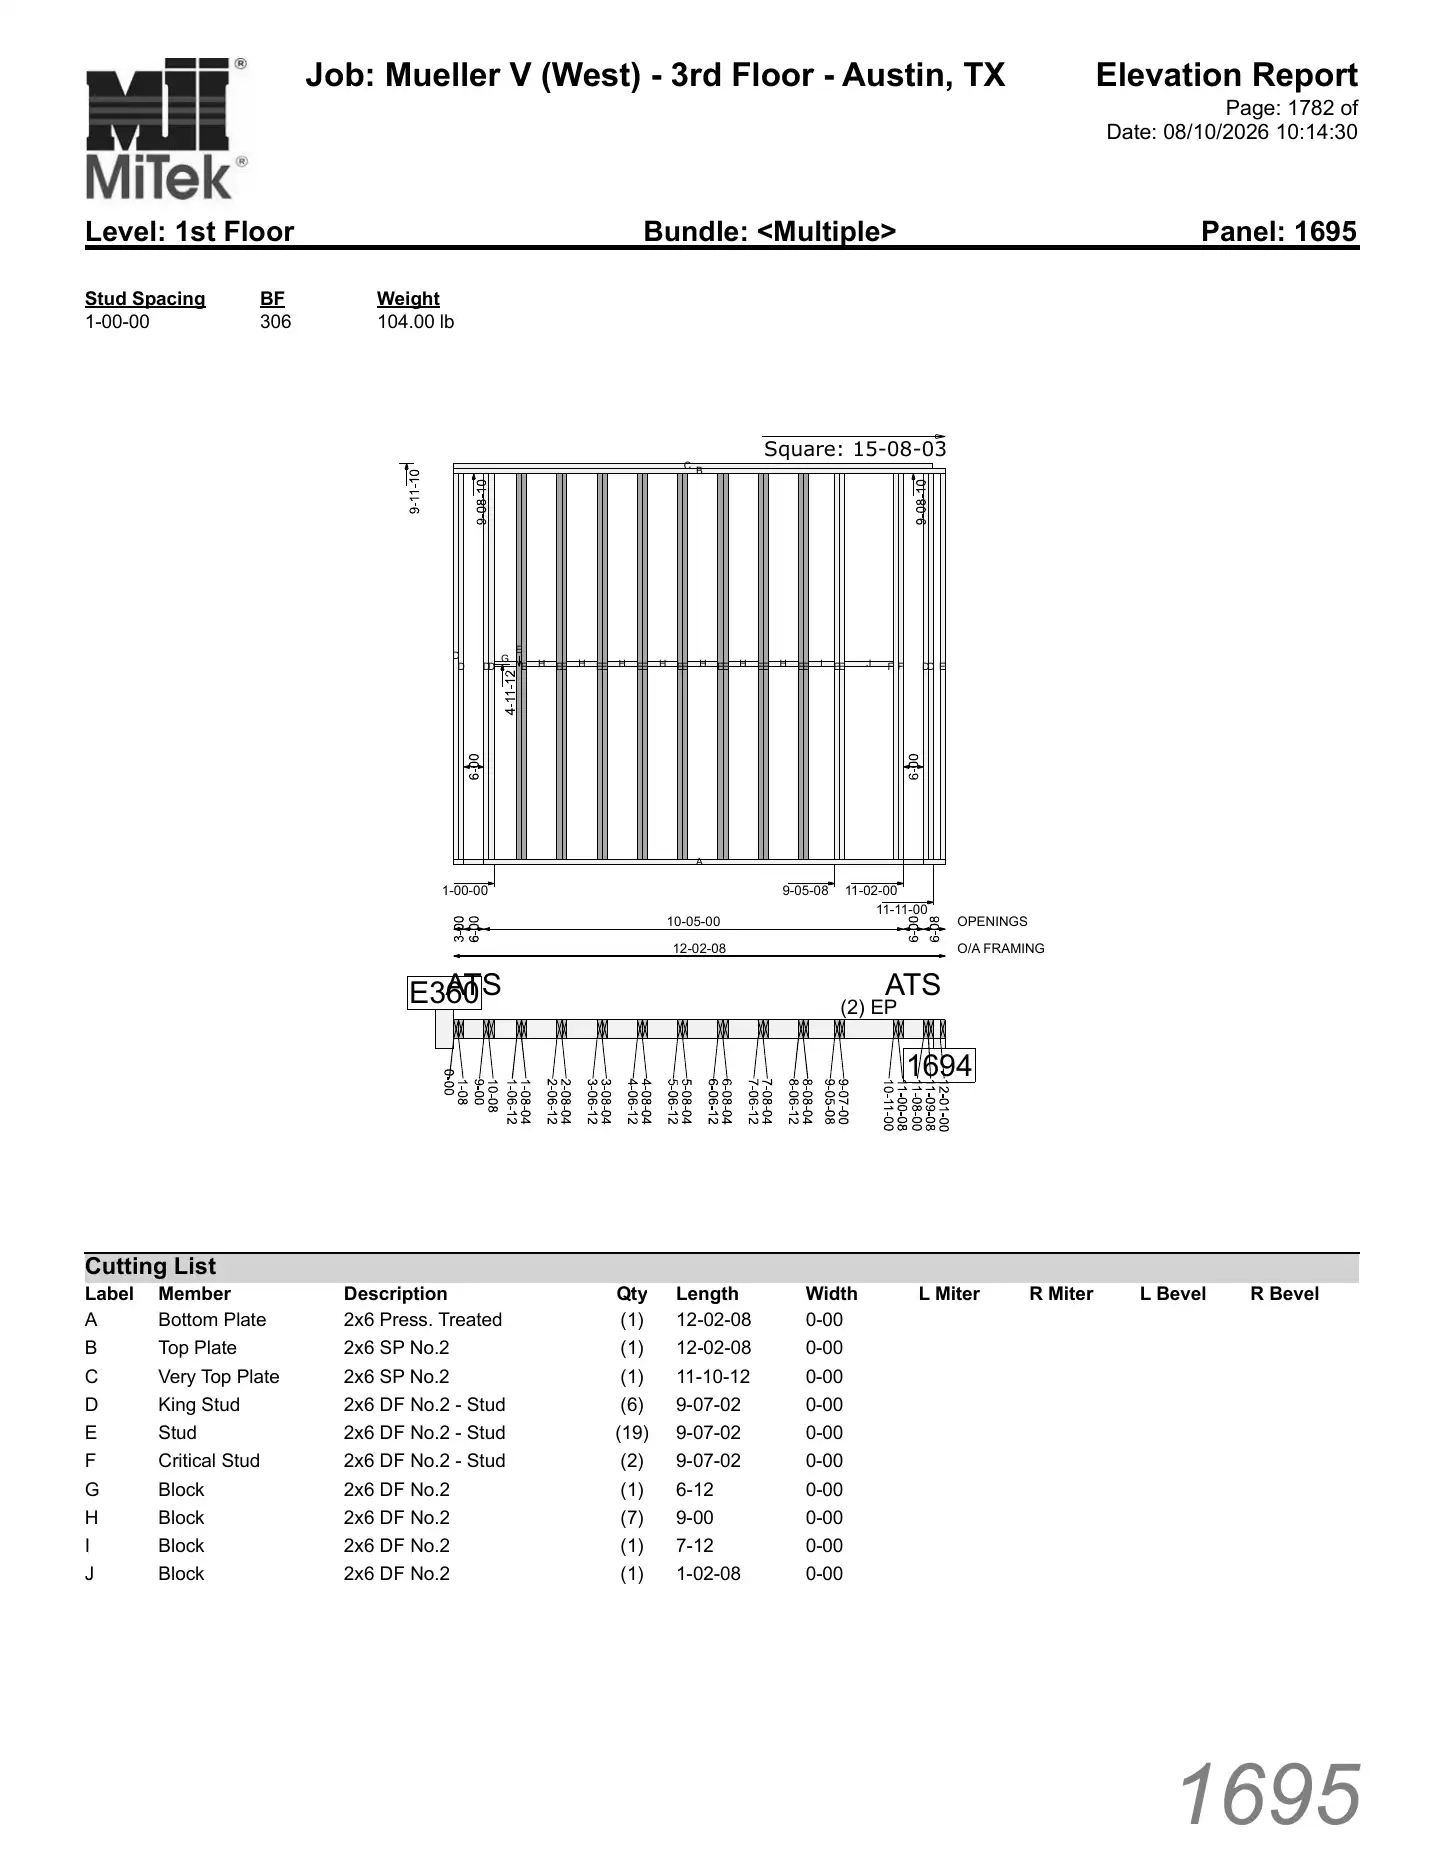 MiTek®
Job: Mueller V (West) - 3rd Floor - Austin, TX
Elevation Report
Page: 1782 of
Date: 08/10/2026 10:14:30
Level: 1st Floor Bundle: <Multiple> Panel: 1695
Stud Spacing BF Weight
1-00-00 306 104.00 lb
Square: 15-08-03
C B
9-11-10
9-08-10 9-08-10
D
E
G H H H H H H H I J
D D D F F D D E
4-11-12
6-00 6-00
A
1-00-00 9-05-08 11-02-00
11-11-00
3-00 6-00 10-05-00 6-00 6-08 OPENINGS
12-02-08 O/A FRAMING
E360 ATS ATS
(2) EP
1694
0-00 1-08 9-00 10-08 1-06-12 1-08-04 2-06-12 2-08-04 3-06-12 3-08-04 4-06-12 4-08-04 5-06-12 5-08-04 6-06-12 6-08-04 7-06-12 7-08-04 8-06-12 8-08-04 9-05-08 9-07-00 10-11-00 11-00-08 11-08-00 11-09-08 12-01-00
Cutting List
Label Member Description Qty Length Width L Miter R Miter L Bevel R Bevel
A Bottom Plate 2x6 Press. Treated (1) 12-02-08 0-00
B Top Plate 2x6 SP No.2 (1) 12-02-08 0-00
C Very Top Plate 2x6 SP No.2 (1) 11-10-12 0-00
D King Stud 2x6 DF No.2 - Stud (6) 9-07-02 0-00
E Stud 2x6 DF No.2 - Stud (19) 9-07-02 0-00
F Critical Stud 2x6 DF No.2 - Stud (2) 9-07-02 0-00
G Block 2x6 DF No.2 (1) 6-12 0-00
H Block 2x6 DF No.2 (7) 9-00 0-00
I Block 2x6 DF No.2 (1) 7-12 0-00
J Block 2x6 DF No.2 (1) 1-02-08 0-00
1695